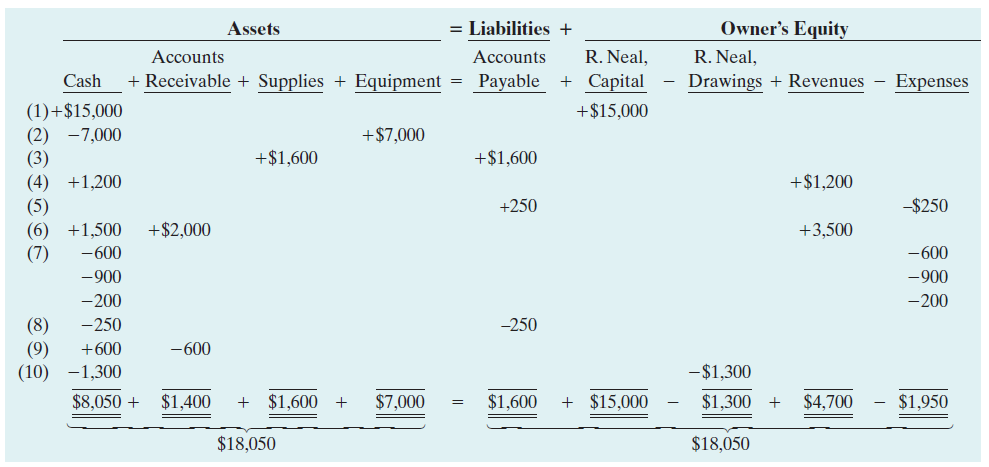 Assets = Liabilities + Owner’s Equity
Accounts Accounts R. Neal, R. Neal,
Cash + Receivable + Supplies + Equipment = Payable + Capital − Drawings + Revenues − Expenses
(1) +$15,000 +$15,000
(2) −7,000 +$7,000
(3) +$1,600 +$1,600
(4) +1,200 +$1,200
(5) +250 –$250
(6) +1,500 +$2,000 +3,500
(7) −600 −600
−900 −900
−200 −200
(8) −250 –250
(9) +600 −600
(10) −1,300 −$1,300
$8,050 + $1,400 + $1,600 + $7,000 = $1,600 + $15,000 − $1,300 + $4,700 − $1,950
$18,050 $18,050